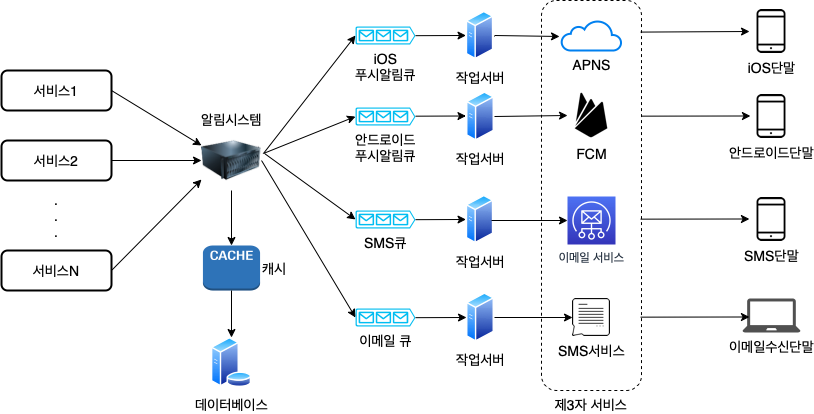 서비스1
서비스2
서비스N
알림시스템
CACHE
캐시
데이터베이스
iOS
푸시알림큐
안드로이드
푸시알림큐
SMS큐
이메일 큐
작업서버
작업서버
작업서버
작업서버
APNS
FCM
이메일 서비스
SMS서비스
제3자 서비스
iOS단말
안드로이드단말
SMS단말
이메일수신단말